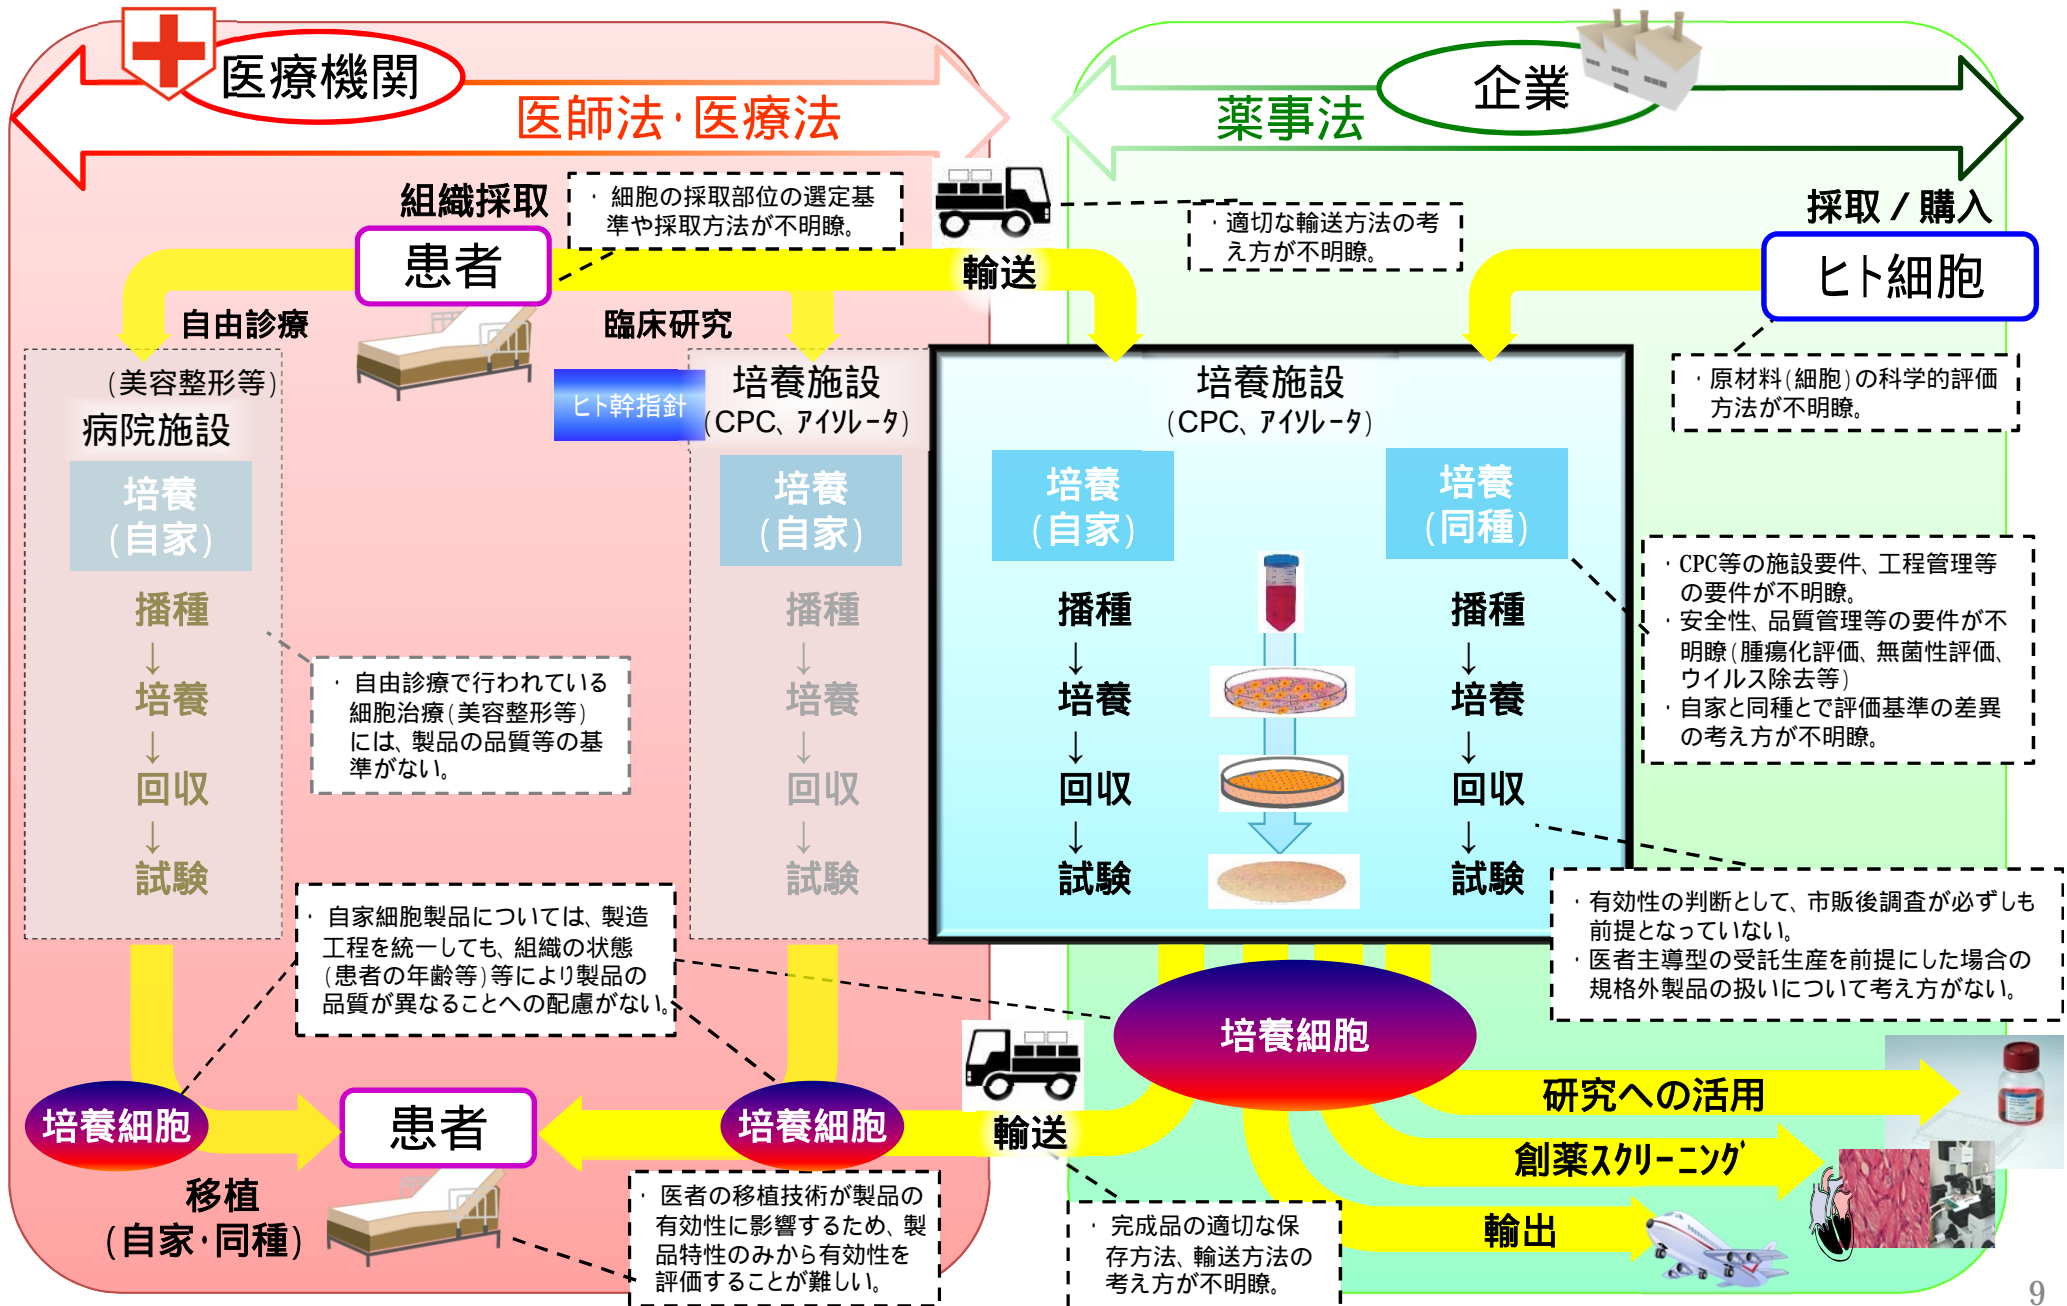 医療機関
医師法・医療法
企業
薬事法
組織採取
・ 細胞の採取部位の選定基
準や採取方法が不明瞭。
患者
輸送
・適切な輸送方法の考
え方が不明瞭。
採取／購入
ヒト細胞
・原材料(細胞)の科学的評価
方法が不明瞭。
自由診療
臨床研究
(美容整形等)
病院施設
培養
(自家)
播種
↓
培養
↓
回収
↓
試験
・ 自由診療で行われている
細胞治療(美容整形等)
には、製品の品質等の基
準がない。
ヒト幹指針
培養施設
(CPC、アイソレータ)
培養
(自家)
播種
↓
培養
↓
回収
↓
試験
培養施設
(CPC、アイソレータ)
培養
(自家)
播種
↓
培養
↓
回収
↓
試験
培養
(同種)
播種
↓
培養
↓
回収
↓
試験
・CPC等の施設要件、工程管理等
の要件が不明瞭。
・安全性、品質管理等の要件が不
明瞭(腫瘍化評価、無菌性評価、
ウイルス除去等)
・自家と同種とで評価基準の差異
の考え方が不明瞭。
・有効性の判断として、市販後調査が必ずしも
前提となっていない。
・医者主導型の受託生産を前提にした場合の
規格外製品の扱いについて考え方がない。
・ 自家細胞製品については、製造
工程を統一しても、組織の状態
(患者の年齢等)等により製品の
品質が異なることへの配慮がない。
培養細胞
培養細胞
患者
培養細胞
輸送
移植
(自家・同種)
・ 医者の移植技術が製品の
有効性に影響するため、製
品特性のみから有効性を
評価することが難しい。
・ 完成品の適切な保
存方法、輸送方法の
考え方が不明瞭。
研究への活用
創薬スクリーニング
輸出
9